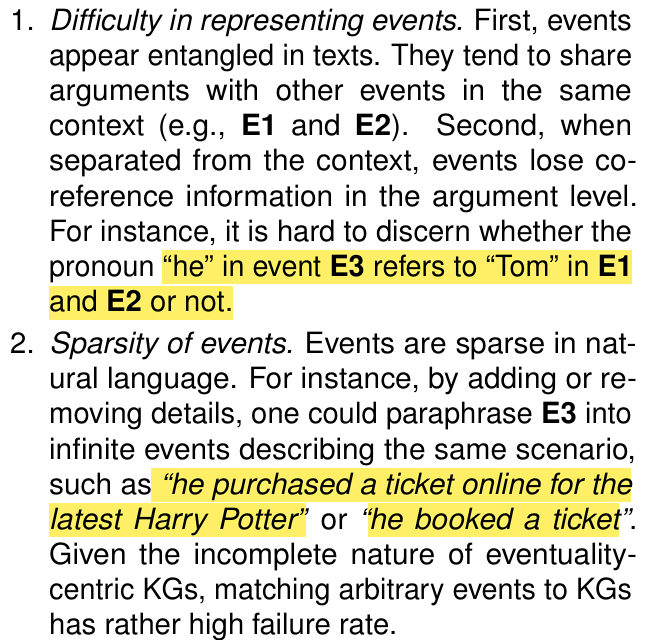 1. Difficulty in representing events. First, events
appear entangled in texts. They tend to share
arguments with other events in the same
context (e.g., E1 and E2). Second, when
separated from the context, events lose co-
reference information in the argument level.
For instance, it is hard to discern whether the
pronoun “he” in event E3 refers to “Tom” in E1
and E2 or not.
2. Sparsity of events. Events are sparse in nat-
ural language. For instance, by adding or re-
moving details, one could paraphrase E3 into
infinite events describing the same scenario,
such as “he purchased a ticket online for the
latest Harry Potter” or “he booked a ticket”.
Given the incomplete nature of eventuality-
centric KGs, matching arbitrary events to KGs
has rather high failure rate.